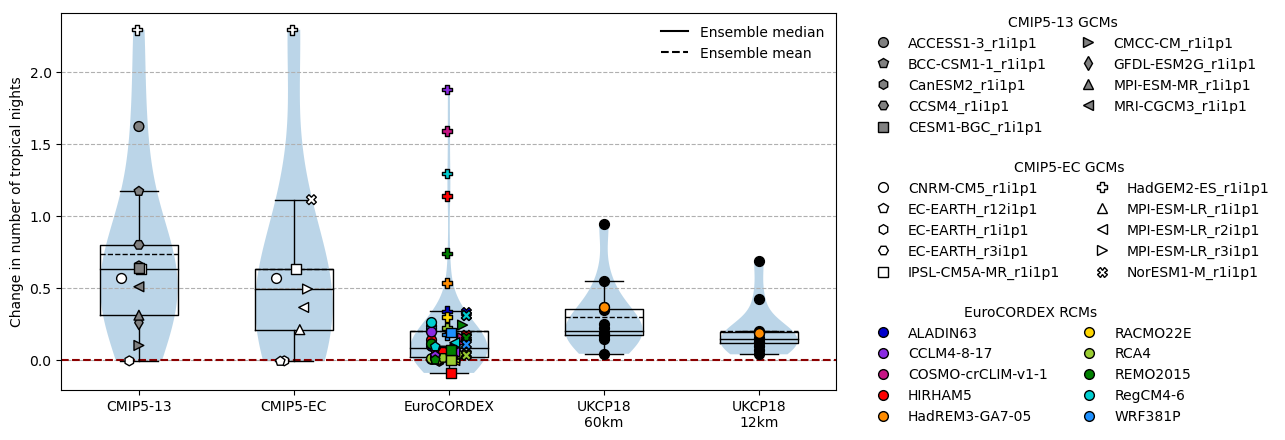 Change in number of tropical nights
2.0
1.5
1.0
0.5
0.0
Ensemble median
Ensemble mean
CMIP5-13
CMIP5-EC
EuroCORDEX
UKCP18
60km
UKCP18
12km
CMIP5-13 GCMs
ACCESS1-3_r1i1p1
BCC-CSM1-1_r1i1p1
CanESM2_r1i1p1
CCSM4_r1i1p1
CESM1-BGC_r1i1p1
CMCC-CM_r1i1p1
GFDL-ESM2G_r1i1p1
MPI-ESM-MR_r1i1p1
MRI-CGCM3_r1i1p1
CMIP5-EC GCMs
CNRM-CM5_r1i1p1
EC-EARTH_r12i1p1
EC-EARTH_r1i1p1
EC-EARTH_r3i1p1
IPSL-CM5A-MR_r1i1p1
HadGEM2-ES_r1i1p1
MPI-ESM-LR_r1i1p1
MPI-ESM-LR_r2i1p1
MPI-ESM-LR_r3i1p1
NorESM1-M_r1i1p1
EuroCORDEX RCMs
ALADIN63
CCLM4-8-17
COSMO-crCLIM-v1-1
HIRHAM5
HadREM3-GA7-05
RACMO22E
RCA4
REMO2015
RegCM4-6
WRF381P